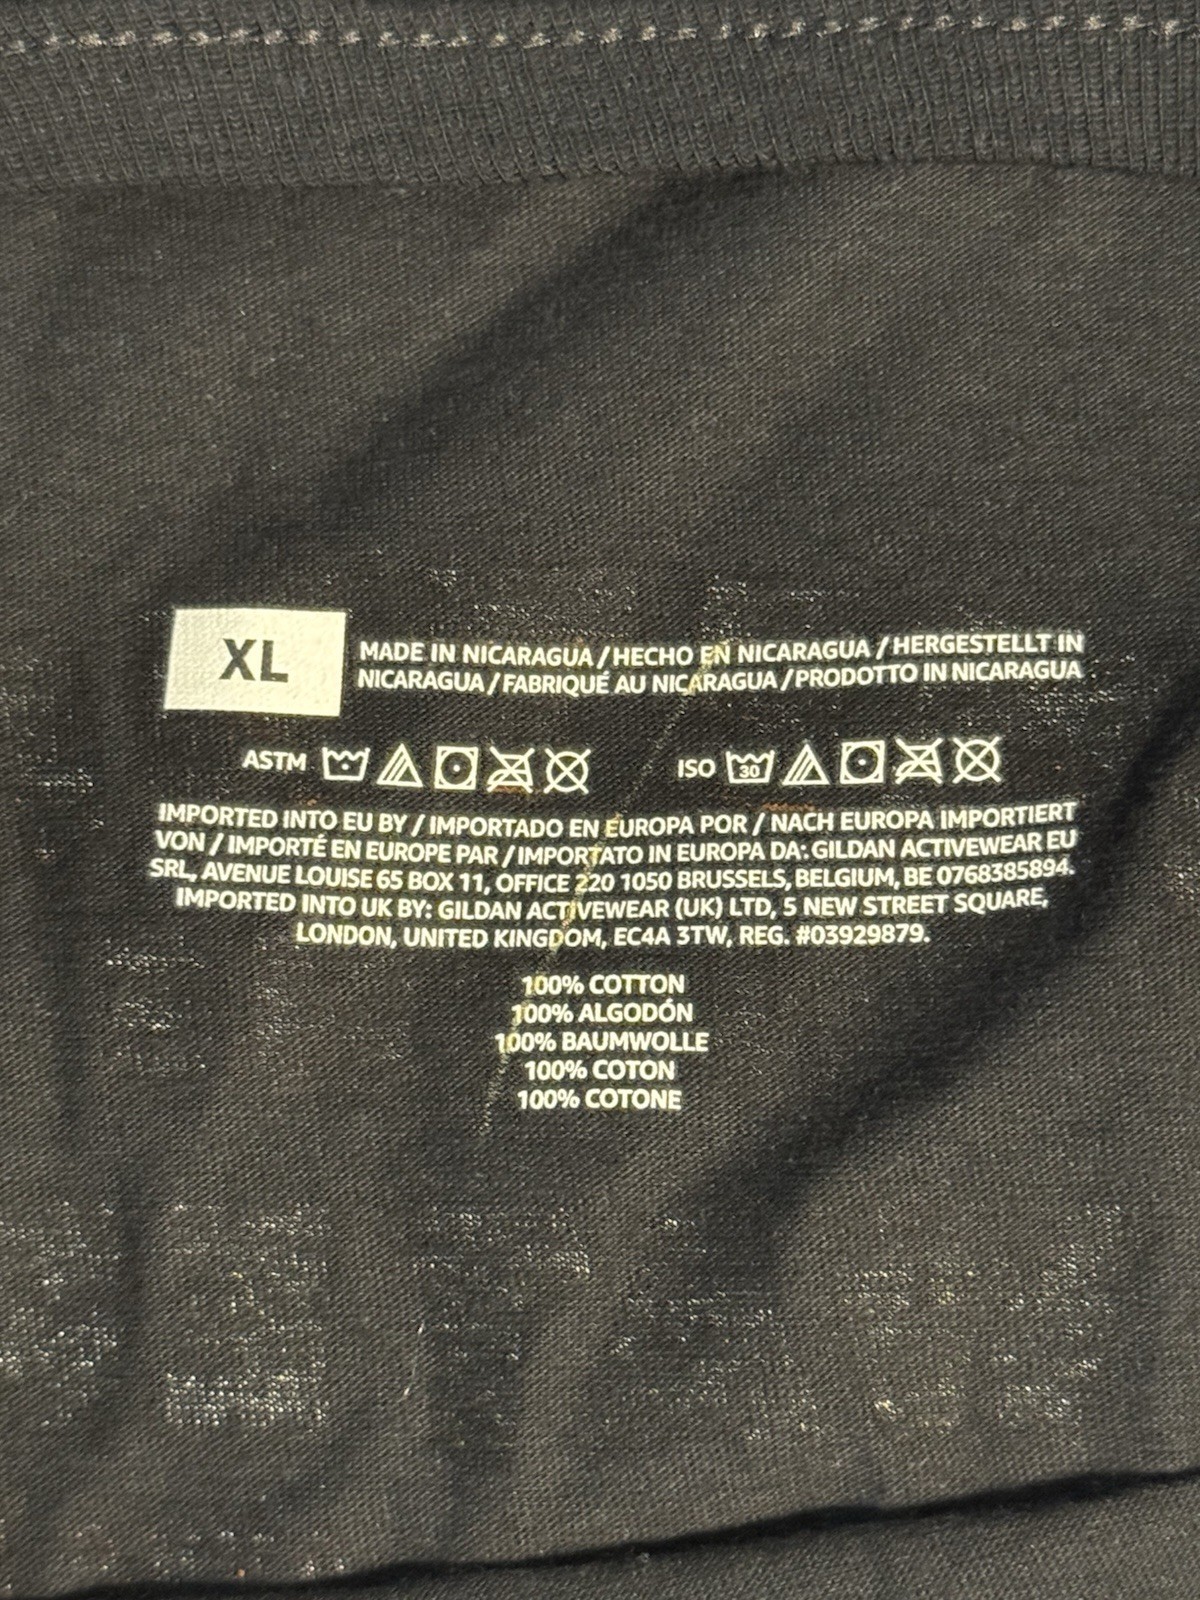 XL
MADE IN NICARAGUA / HECHO EN NICARAGUA / HERGESTELLT IN
NICARAGUA / FABRIQUÉ AU NICARAGUA / PRODOTTO IN NICARAGUA
ASTM ISO 30
IMPORTED INTO EU BY / IMPORTADO EN EUROPA POR / NACH EUROPA IMPORTIERT
VON / IMPORTÉ EN EUROPE PAR / IMPORTATO IN EUROPA DA: GILDAN ACTIVEWEAR EU
SRL, AVENUE LOUISE 65 BOX 11, OFFICE 220 1050 BRUSSELS, BELGIUM, BE 0768385894.
IMPORTED INTO UK BY: GILDAN ACTIVEWEAR (UK) LTD, 5 NEW STREET SQUARE,
LONDON, UNITED KINGDOM, EC4A 3TW, REG. #03929879.
100% COTTON
100% ALGODÓN
100% BAUMWOLLE
100% COTON
100% COTONE